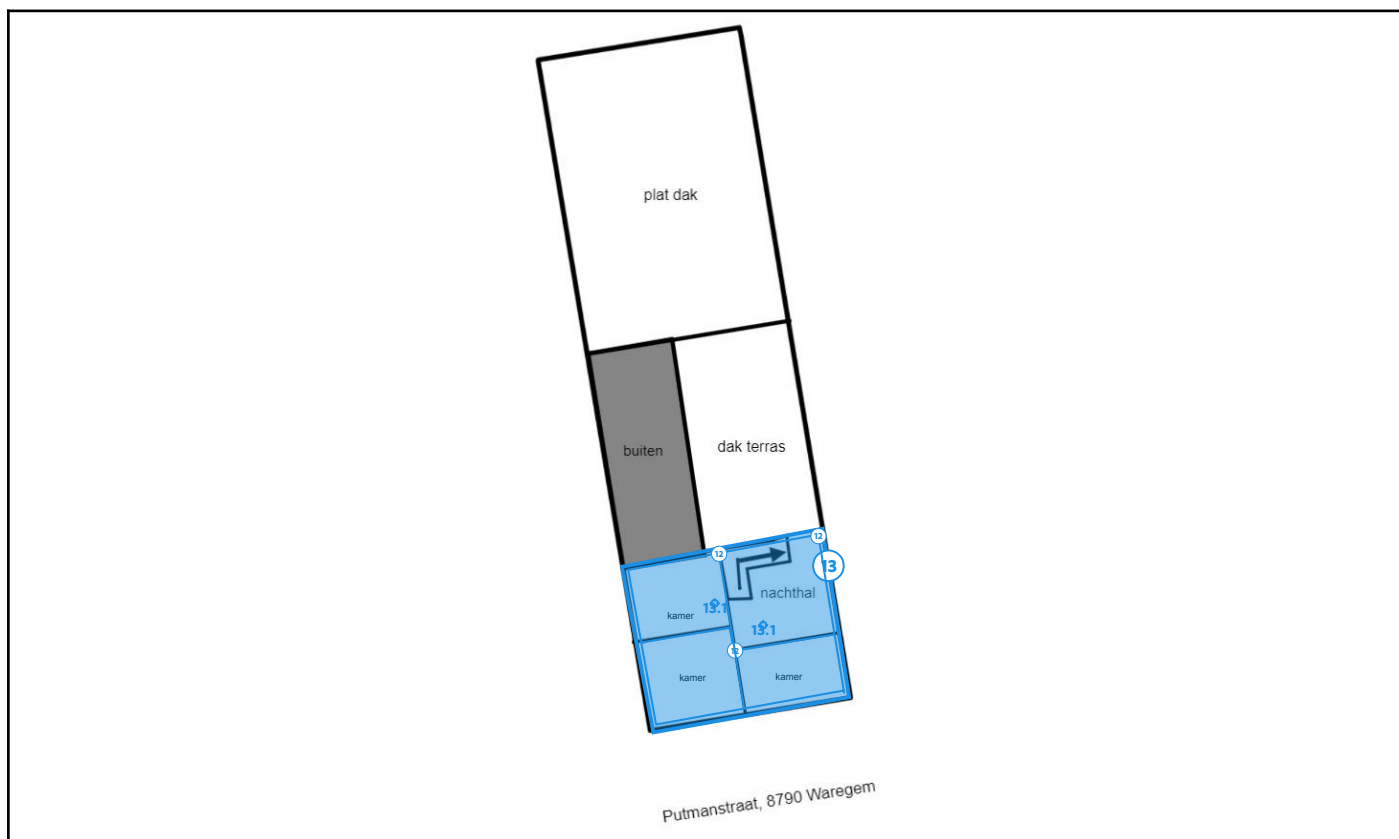 plat dak
buiten
dak terras
12
12
13
nachthal
13.1
kamer
13.1
12
kamer
kamer
Putmanstraat, 8790 Waregem